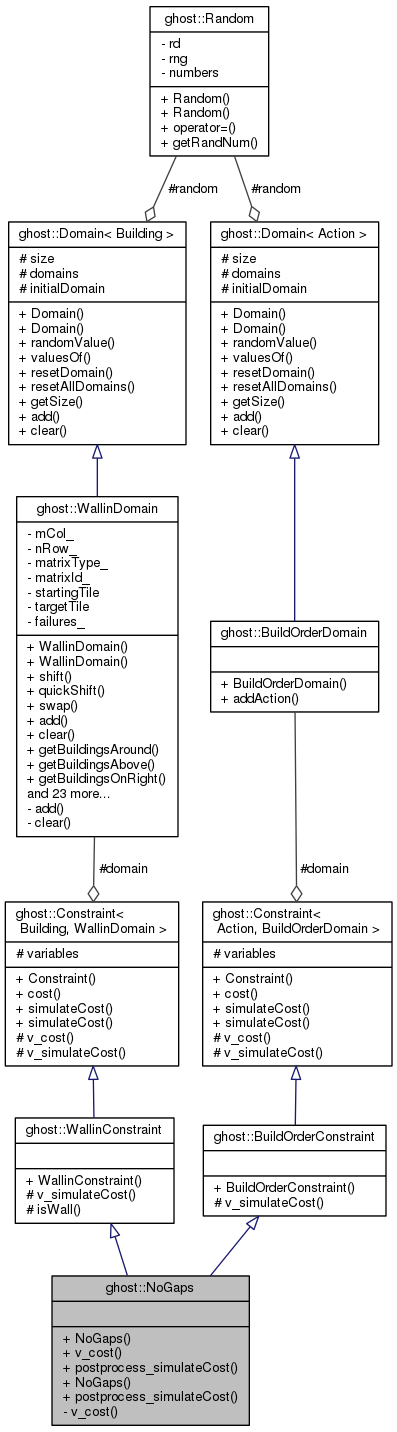 ghost::Random
- rd
- rng
- numbers
+ Random()
+ Random()
+ operator=()
+ getRandNum()
#random
#random
ghost::Domain< Building >
# size
# domains
# initialDomain
+ Domain()
+ Domain()
+ randomValue()
+ valuesOf()
+ resetDomain()
+ resetAllDomains()
+ getSize()
+ add()
+ clear()
ghost::Domain< Action >
# size
# domains
# initialDomain
+ Domain()
+ Domain()
+ randomValue()
+ valuesOf()
+ resetDomain()
+ resetAllDomains()
+ getSize()
+ add()
+ clear()
ghost::WallinDomain
- mCol_
- nRow_
- matrixType_
- matrixId_
- startingTile
- targetTile
- failures_
+ WallinDomain()
+ WallinDomain()
+ shift()
+ quickShift()
+ swap()
+ add()
+ clear()
+ getBuildingsAround()
+ getBuildingsAbove()
+ getBuildingsOnRight()
and 23 more...
- add()
- clear()
ghost::BuildOrderDomain
+ BuildOrderDomain()
+ addAction()
#domain
#domain
ghost::Constraint<
Building, WallinDomain >
# variables
+ Constraint()
+ cost()
+ simulateCost()
+ simulateCost()
# v_cost()
# v_simulateCost()
ghost::Constraint<
Action, BuildOrderDomain >
# variables
+ Constraint()
+ cost()
+ simulateCost()
+ simulateCost()
# v_cost()
# v_simulateCost()
ghost::WallinConstraint
+ WallinConstraint()
# v_simulateCost()
# isWall()
ghost::BuildOrderConstraint
+ BuildOrderConstraint()
# v_simulateCost()
ghost::NoGaps
+ NoGaps()
+ v_cost()
+ postprocess_simulateCost()
+ NoGaps()
+ postprocess_simulateCost()
- v_cost()